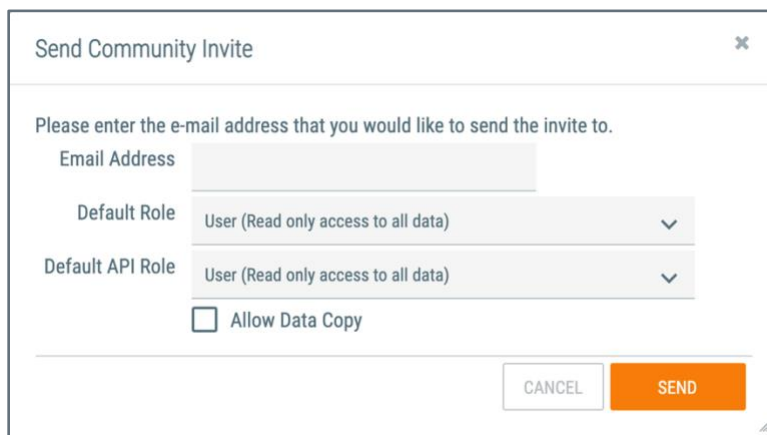 Send Community Invite
Please enter the e-mail address that you would like to send the invite to.
Email Address
Default Role User (Read only access to all data)
Default API Role User (Read only access to all data)
Allow Data Copy
CANCEL SEND